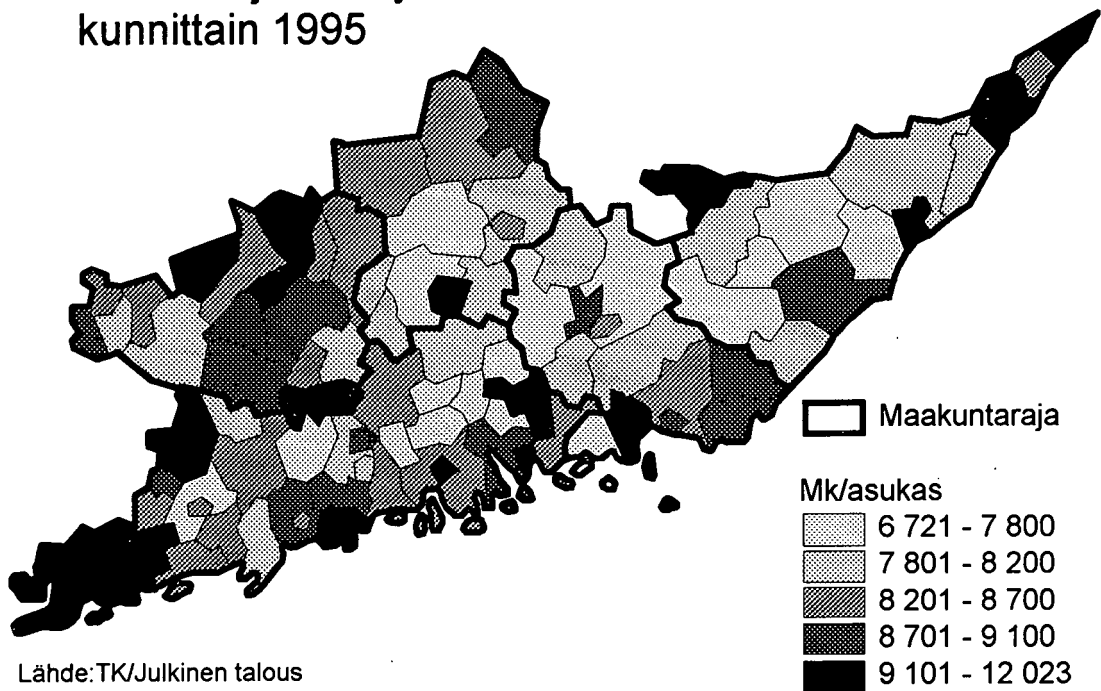 kunnittain 1995
Maakuntaraja
Mk/asukas
6 721 - 7 800
7 801 - 8 200
8 201 - 8 700
8 701 - 9 100
9 101 - 12 023
Lähde:TK/Julkinen talous